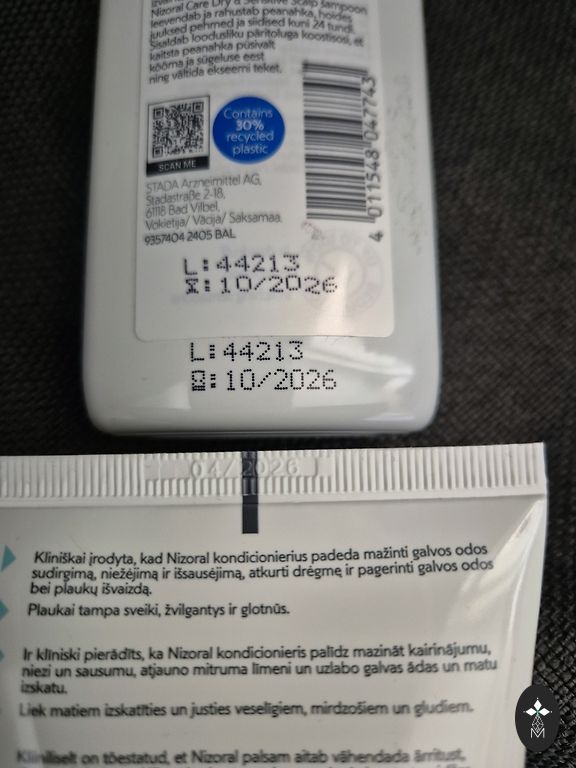 Nizoral Care Dry & Sensitive Scalp šampoon
leevendab ja rahustab peanahka, hoides
juuksed pehmed ja siidised kuni 24 tundi.
Sisaldab loodusliku päritoluga koostisosi, et
kaitsta peanahka püsivalt
kõõma ja sügeluse eest
ning vältida ekseemi teket.
Contains
30%
recycled
plastic
SCAN ME
STADA Arzneimittel AG,
Stadastraße 2-18,
61118 Bad Vilbel,
Vokietija/ Vācija/ Saksamaa.
9357404 2405 BAL
4 011548 047743
L:44213
10/2026
L:44213
10/2026
04/2026
Kliniškai įrodyta, kad Nizoral kondicionierius padeda mažinti galvos odos
sudirgimą, niežėjimą ir išsausėjimą, atkurti drėgmę ir pagerinti galvos odos
bei plaukų išvaizdą.
Plaukai tampa sveiki, žvilgantys ir glotnūs.
Ir klīniski pierādīts, ka Nizoral kondicionieris palīdz mazināt kairinājumu,
niezi un sausumu, atjauno mitruma līmeni un uzlabo galvas ādas un matu
izskatu.
Liek matiem izskatīties un justies veselīgiem, mirdzošiem un gludiem.
Kliiniliselt on tõestatud, et Nizoral palsam aitab vähendada ärritust,
M